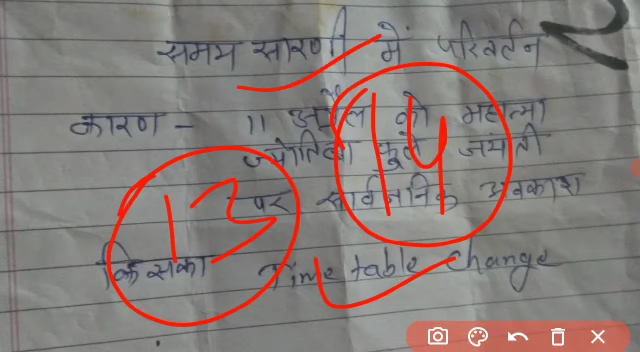 समय सारणी में परिवर्तन
कारण - 11 अप्रैल को महात्मा
ज्योतिबा फुले जयंती
पर सार्वजनिक अवकाश
किसका Time table change
13
14